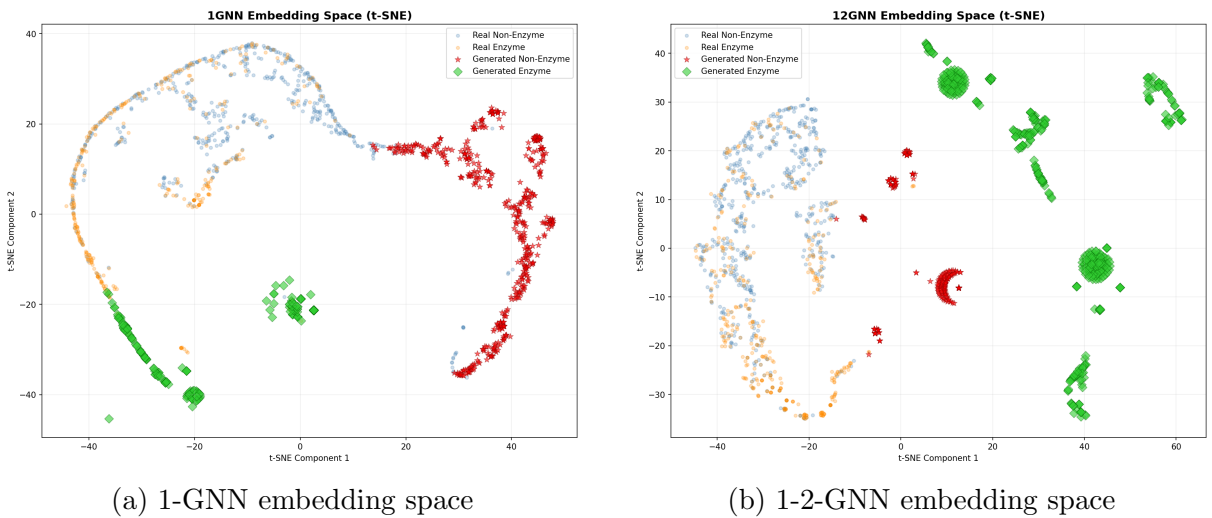 1GNN Embedding Space (t-SNE)
40
20
0
−20
−40
t-SNE Component 2
Real Non-Enzyme
Real Enzyme
Generated Non-Enzyme
Generated Enzyme
−40
−20
0
20
40
t-SNE Component 1
(a) 1-GNN embedding space
12GNN Embedding Space (t-SNE)
40
30
20
10
0
−10
−20
−30
t-SNE Component 2
Real Non-Enzyme
Real Enzyme
Generated Non-Enzyme
Generated Enzyme
−40
−20
0
20
40
60
t-SNE Component 1
(b) 1-2-GNN embedding space